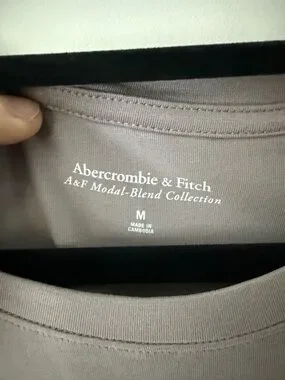 Abercrombie & Fitch
A&F Modal-Blend Collection
M
MADE IN
CAMBODIA